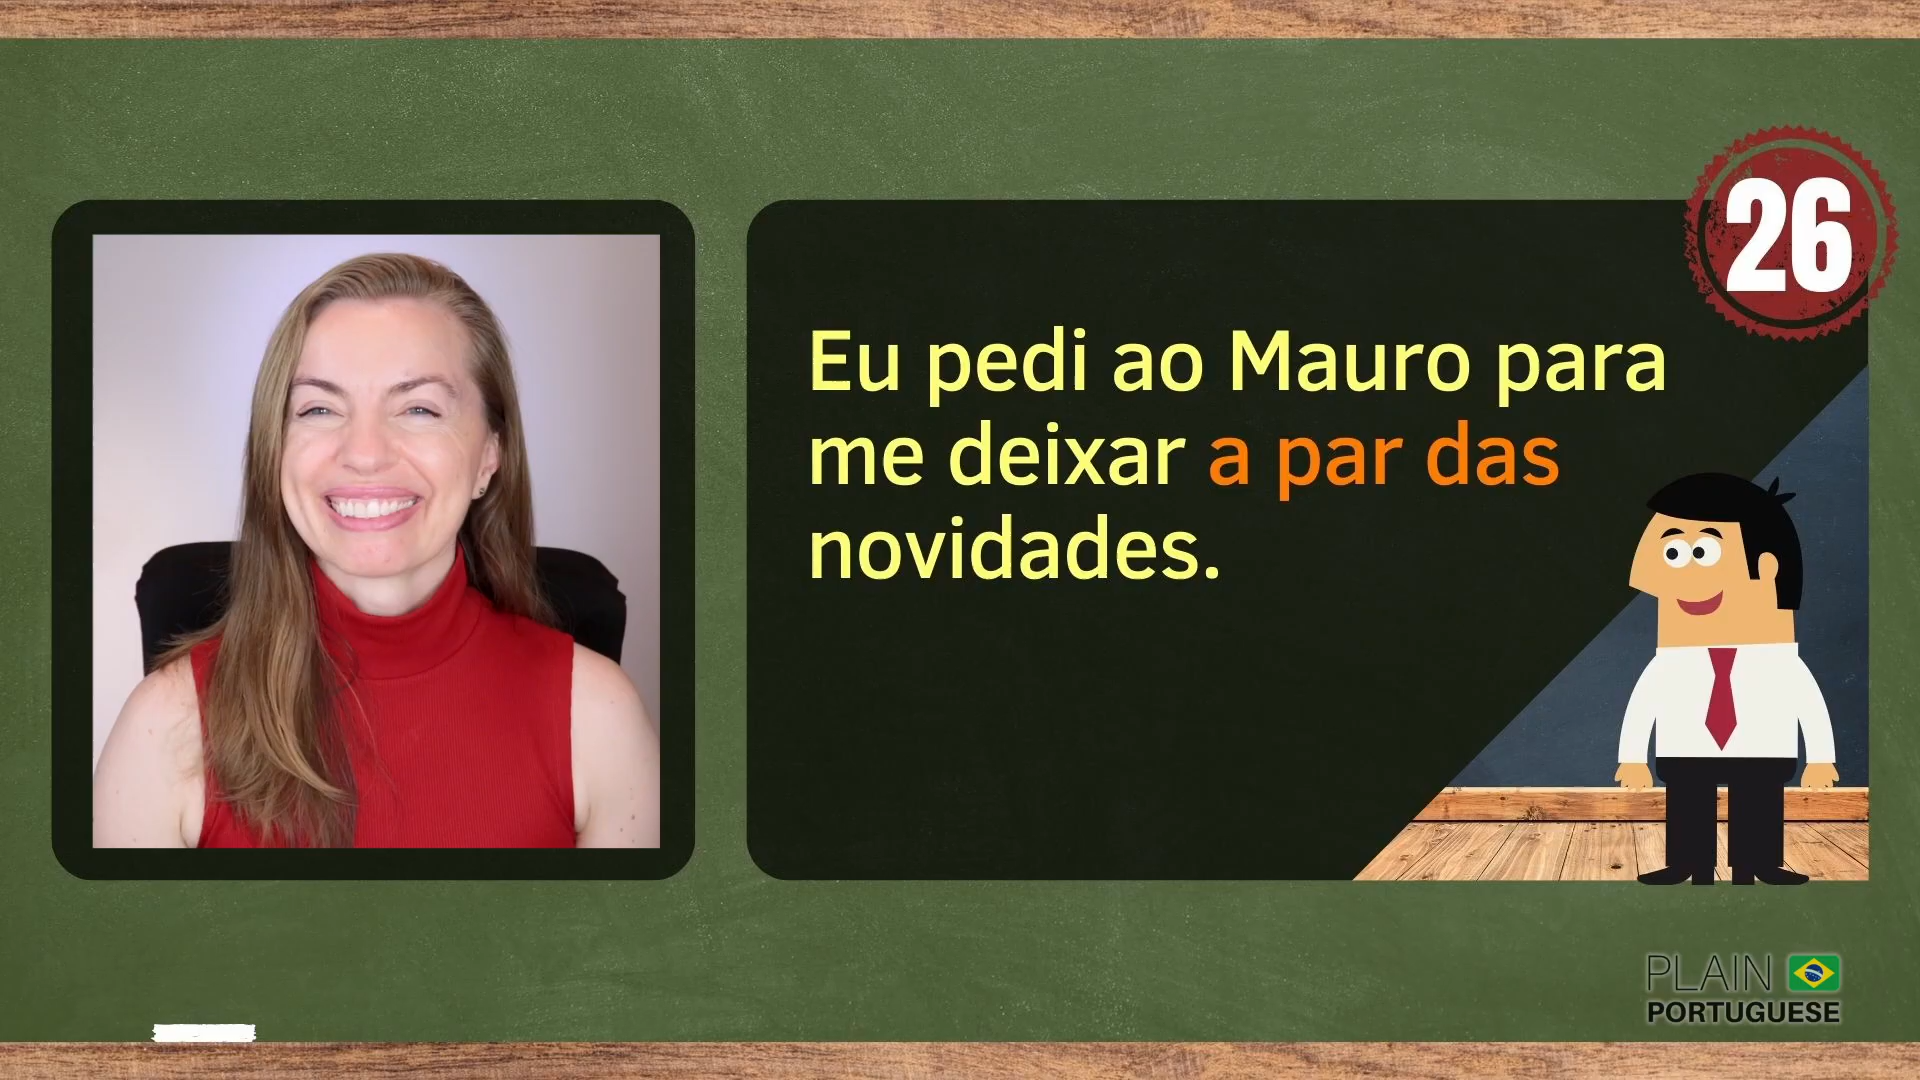 26
Eu pedi ao Mauro para
me deixar a par das
novidades.
PLAIN
PORTUGUESE